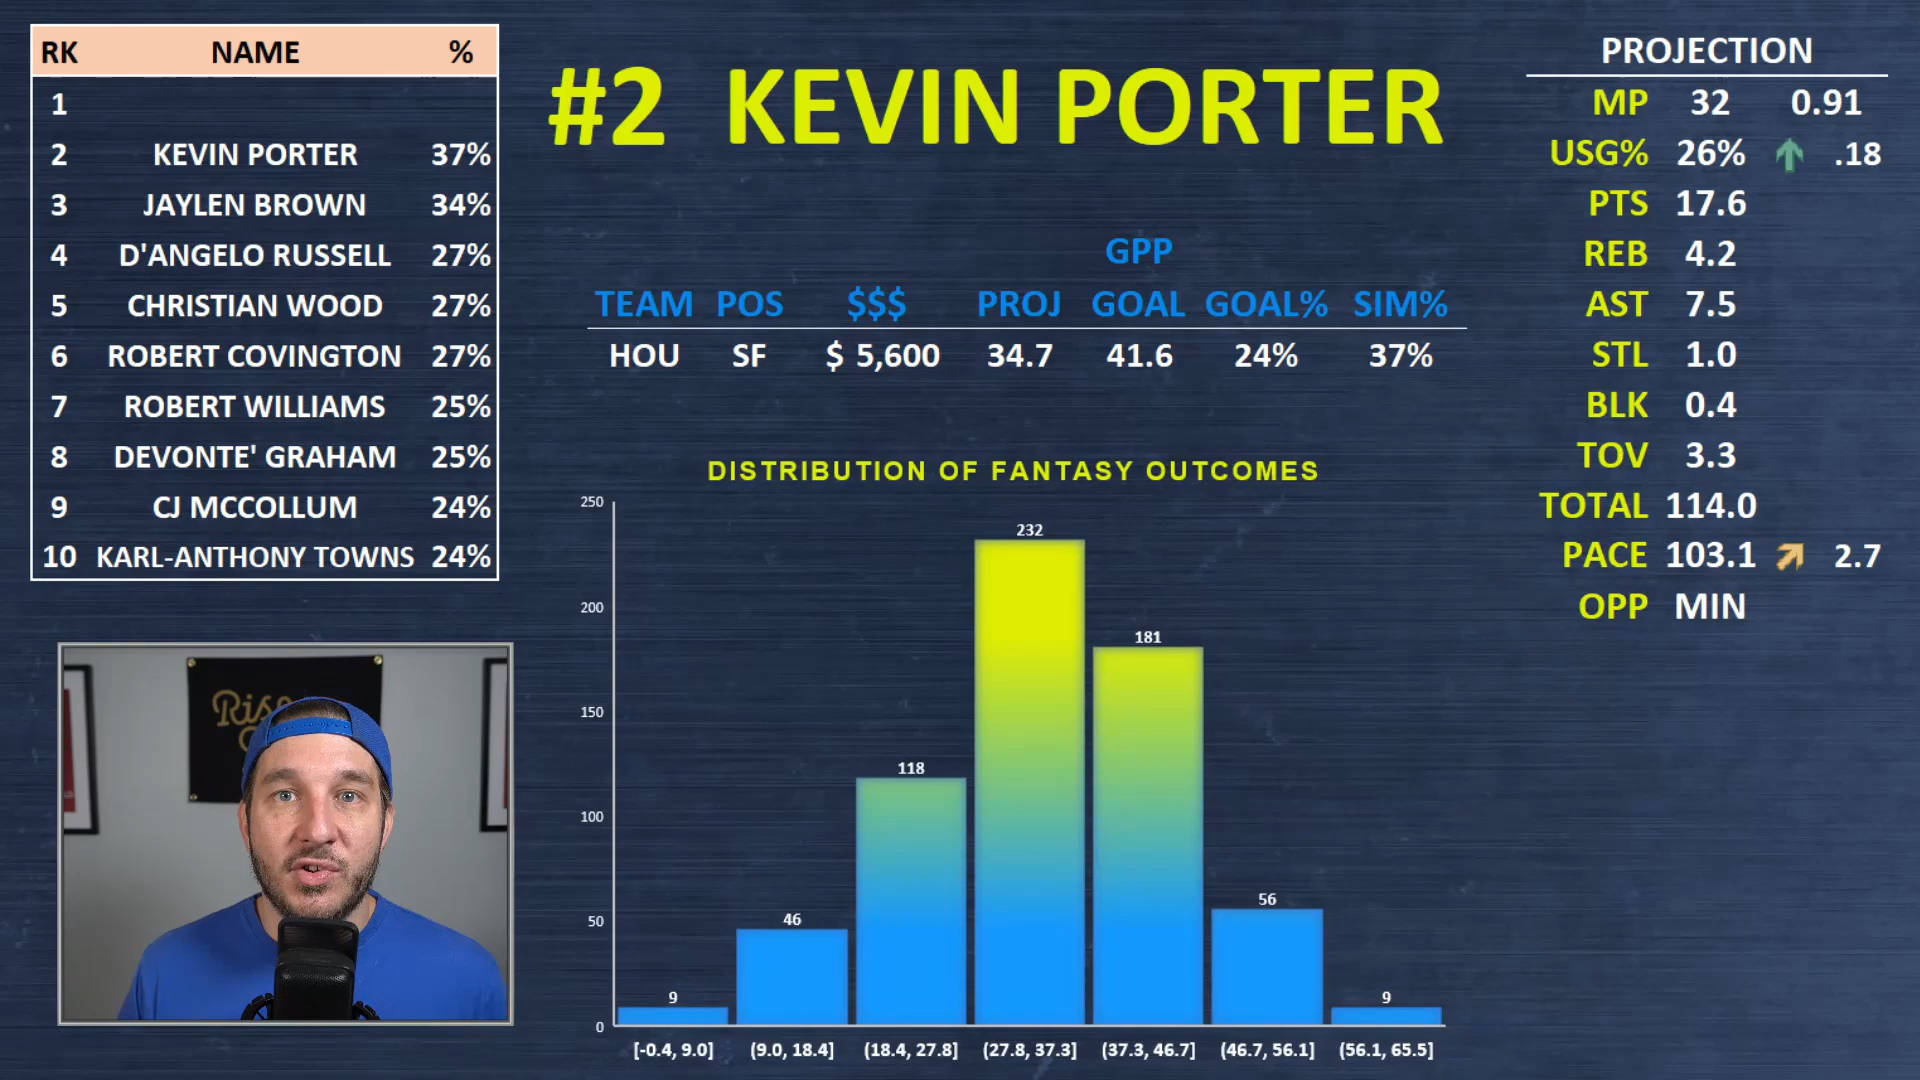 RK NAME %
1
2 KEVIN PORTER 37%
3 JAYLEN BROWN 34%
4 D'ANGELO RUSSELL 27%
5 CHRISTIAN WOOD 27%
6 ROBERT COVINGTON 27%
7 ROBERT WILLIAMS 25%
8 DEVONTE' GRAHAM 25%
9 CJ MCCOLLUM 24%
10 KARL-ANTHONY TOWNS 24%
#2 KEVIN PORTER
GPP
TEAM POS $$$ PROJ GOAL GOAL% SIM%
HOU SF $ 5,600 34.7 41.6 24% 37%
DISTRIBUTION OF FANTASY OUTCOMES
250
200
150
100
50
0
9
46
118
232
181
56
9
[-0.4, 9.0] (9.0, 18.4] (18.4, 27.8] (27.8, 37.3] (37.3, 46.7] (46.7, 56.1] (56.1, 65.5]
PROJECTION
MP 32 0.91
USG% 26% .18
PTS 17.6
REB 4.2
AST 7.5
STL 1.0
BLK 0.4
TOV 3.3
TOTAL 114.0
PACE 103.1 2.7
OPP MIN